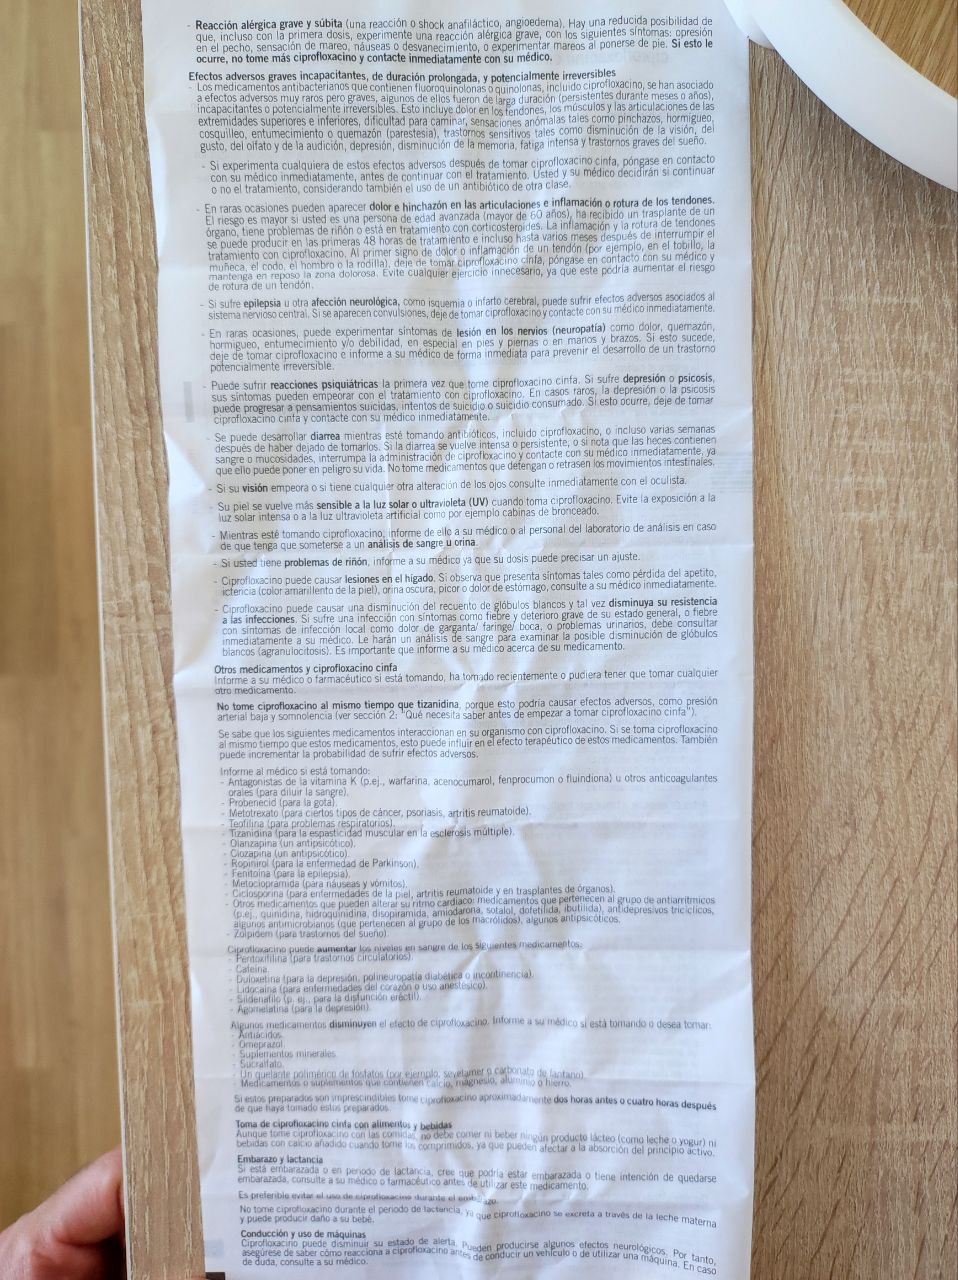 - Reacción alérgica grave y súbita (una reacción o shock anafiláctico, angioedema). Hay una reducida posibilidad de
que, incluso con la primera dosis, experimente una reacción alérgica grave, con los siguientes síntomas: opresión
en el pecho, sensación de mareo, náuseas o desvanecimiento, o experimentar mareos al ponerse de pie. Si esto le
ocurre, no tome más ciprofloxacino y contacte inmediatamente con su médico.
Efectos adversos graves incapacitantes, de duración prolongada, y potencialmente irreversibles
- Los medicamentos antibacterianos que contienen fluoroquinolonas o quinolonas, incluido ciprofloxacino, se han asociado
a efectos adversos muy raros pero graves, algunos de ellos fueron de larga duración (persistentes durante meses o años),
incapacitantes o potencialmente irreversibles. Esto incluye dolor en los tendones, los músculos y las articulaciones de las
extremidades superiores e inferiores, dificultad para caminar, sensaciones anómalas tales como pinchazos, hormigueo,
cosquilleo, entumecimiento o quemazón (parestesia), trastornos sensitivos tales como disminución de la visión, del
gusto, del olfato y de la audición, depresión, disminución de la memoria, fatiga intensa y trastornos graves del sueño.
- Si experimenta cualquiera de estos efectos adversos después de tomar ciprofloxacino cinfa, póngase en contacto
con su médico inmediatamente, antes de continuar con el tratamiento. Usted y su médico decidirán si continuar
o no el tratamiento, considerando también el uso de un antibiótico de otra clase.
- En raras ocasiones pueden aparecer dolor e hinchazón en las articulaciones e inflamación o rotura de los tendones.
El riesgo es mayor si usted es una persona de edad avanzada (mayor de 60 años), ha recibido un trasplante de un
órgano, tiene problemas de riñón o está en tratamiento con corticosteroides. La inflamación y la rotura de tendones
se puede producir en las primeras 48 horas de tratamiento e incluso hasta varios meses después de interrumpir el
tratamiento con ciprofloxacino. Al primer signo de dolor o inflamación de un tendón (por ejemplo, en el tobillo, la
muñeca, el codo, el hombro o la rodilla), deje de tomar ciprofloxacino cinfa, póngase en contacto con su médico y
mantenga en reposo la zona dolorosa. Evite cualquier ejercicio innecesario, ya que este podría aumentar el riesgo
de rotura de un tendón.
- Si sufre epilepsia u otra afección neurológica, como isquemia o infarto cerebral, puede sufrir efectos adversos asociados al
sistema nervioso central. Si se aparecen convulsiones, deje de tomar ciprofloxacino y contacte con su médico inmediatamente.
- En raras ocasiones, puede experimentar síntomas de lesión en los nervios (neuropatía) como dolor, quemazón,
hormigueo, entumecimiento y/o debilidad, en especial en pies y piernas o en manos y brazos. Si esto sucede,
deje de tomar ciprofloxacino e informe a su médico de forma inmediata para prevenir el desarrollo de un trastorno
potencialmente irreversible.
- Puede sufrir reacciones psiquiátricas la primera vez que tome ciprofloxacino cinfa. Si sufre depresión o psicosis,
sus síntomas pueden empeorar con el tratamiento con ciprofloxacino. En casos raros, la depresión o la psicosis
puede progresar a pensamientos suicidas, intentos de suicidio o suicidio consumado. Si esto ocurre, deje de tomar
ciprofloxacino cinfa y contacte con su médico inmediatamente.
- Se puede desarrollar diarrea mientras esté tomando antibióticos, incluido ciprofloxacino, o incluso varias semanas
después de haber dejado de tomarlos. Si la diarrea se vuelve intensa o persistente, o si nota que las heces contienen
sangre o mucosidades, interrumpa la administración de ciprofloxacino y contacte con su médico inmediatamente, ya
que ello puede poner en peligro su vida. No tome medicamentos que detengan o retrasen los movimientos intestinales.
- Si su visión empeora o si tiene cualquier otra alteración de los ojos consulte inmediatamente con el oculista.
- Su piel se vuelve más sensible a la luz solar o ultravioleta (UV) cuando toma ciprofloxacino. Evite la exposición a la
luz solar intensa o a la luz ultravioleta artificial como por ejemplo cabinas de bronceado.
- Mientras esté tomando ciprofloxacino, informe de ello a su médico o al personal del laboratorio de análisis en caso
de que tenga que someterse a un análisis de sangre u orina.
- Si usted tiene problemas de riñón, informe a su médico ya que su dosis puede precisar un ajuste.
- Ciprofloxacino puede causar lesiones en el hígado. Si observa que presenta síntomas tales como pérdida del apetito,
ictericia (color amarillento de la piel), orina oscura, picor o dolor de estómago, consulte a su médico inmediatamente.
- Ciprofloxacino puede causar una disminución del recuento de glóbulos blancos y tal vez disminuya su resistencia
a las infecciones. Si sufre una infección con síntomas como fiebre y deterioro grave de su estado general, o fiebre
con síntomas de infección local como dolor de garganta/ faringe/ boca, o problemas urinarios, debe consultar
inmediatamente a su médico. Le harán un análisis de sangre para examinar la posible disminución de glóbulos
blancos (agranulocitosis). Es importante que informe a su médico acerca de su medicamento.
Otros medicamentos y ciprofloxacino cinfa
Informe a su médico o farmacéutico si está tomando, ha tomado recientemente o pudiera tener que tomar cualquier
otro medicamento.
No tome ciprofloxacino al mismo tiempo que tizanidina, porque esto podría causar efectos adversos, como presión
arterial baja y somnolencia (ver sección 2: "Qué necesita saber antes de empezar a tomar ciprofloxacino cinfa").
Se sabe que los siguientes medicamentos interaccionan en su organismo con ciprofloxacino. Si se toma ciprofloxacino
al mismo tiempo que estos medicamentos, esto puede influir en el efecto terapéutico de estos medicamentos. También
puede incrementar la probabilidad de sufrir efectos adversos.
Informe al médico si está tomando:
- Antagonistas de la vitamina K (p.ej., warfarina, acenocumarol, fenprocumon o fluindiona) u otros anticoagulantes
orales (para diluir la sangre).
- Probenecid (para la gota).
- Metotrexato (para ciertos tipos de cáncer, psoriasis, artritis reumatoide).
- Teofilina (para problemas respiratorios).
- Tizanidina (para la espasticidad muscular en la esclerosis múltiple).
- Olanzapina (un antipsicótico).
- Clozapina (un antipsicótico).
- Ropinirol (para la enfermedad de Parkinson).
- Fenitoína (para la epilepsia).
- Metoclopramida (para náuseas y vómitos).
- Ciclosporina (para enfermedades de la piel, artritis reumatoide y en trasplantes de órganos).
- Otros medicamentos que pueden alterar su ritmo cardiaco: medicamentos que pertenecen al grupo de antiarrítmicos
(p.ej., quinidina, hidroquinidina, disopiramida, amiodarona, sotalol, dofetilida, ibutilida), antidepresivos tricíclicos,
algunos antimicrobianos (que pertenecen al grupo de los macrólidos), algunos antipsicóticos.
- Zolpidem (para trastornos del sueño).
Ciprofloxacino puede aumentar los niveles en sangre de los siguientes medicamentos:
- Pentoxifilina (para trastornos circulatorios).
- Cafeína.
- Duloxetina (para la depresión, polineuropatía diabética o incontinencia).
- Lidocaína (para enfermedades del corazón o uso anestésico).
- Sildenafilo (p. ej., para la disfunción eréctil).
- Agomelatina (para la depresión).
Algunos medicamentos disminuyen el efecto de ciprofloxacino. Informe a su médico si está tomando o desea tomar:
- Antiácidos.
- Omeprazol.
- Suplementos minerales.
- Sucralfato.
- Un quelante polimérico de fosfatos (por ejemplo, sevelamer o carbonato de lantano).
- Medicamentos o suplementos que contienen calcio, magnesio, aluminio o hierro.
Si estos preparados son imprescindibles tome ciprofloxacino aproximadamente dos horas antes o cuatro horas después
de que haya tomado estos preparados.
Toma de ciprofloxacino cinfa con alimentos y bebidas
Aunque tome ciprofloxacino con las comidas, no debe comer ni beber ningún producto lácteo (como leche o yogur) ni
bebidas con calcio añadido cuando tome los comprimidos, ya que pueden afectar a la absorción del principio activo.
Embarazo y lactancia
Si está embarazada o en periodo de lactancia, cree que podría estar embarazada o tiene intención de quedarse
embarazada, consulte a su médico o farmacéutico antes de utilizar este medicamento.
Es preferible evitar el uso de ciprofloxacino durante el embarazo.
No tome ciprofloxacino durante el periodo de lactancia, ya que ciprofloxacino se excreta a través de la leche materna
y puede producir daño a su bebé.
Conducción y uso de máquinas
Ciprofloxacino puede disminuir su estado de alerta. Pueden producirse algunos efectos neurológicos. Por tanto,
asegúrese de saber cómo reacciona a ciprofloxacino antes de conducir un vehículo o de utilizar una máquina. En caso
de duda, consulte a su médico.